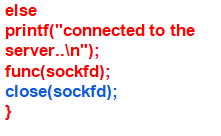 else
printf("connected to the
server..\n");
func(sockfd);
close(sockfd);
}